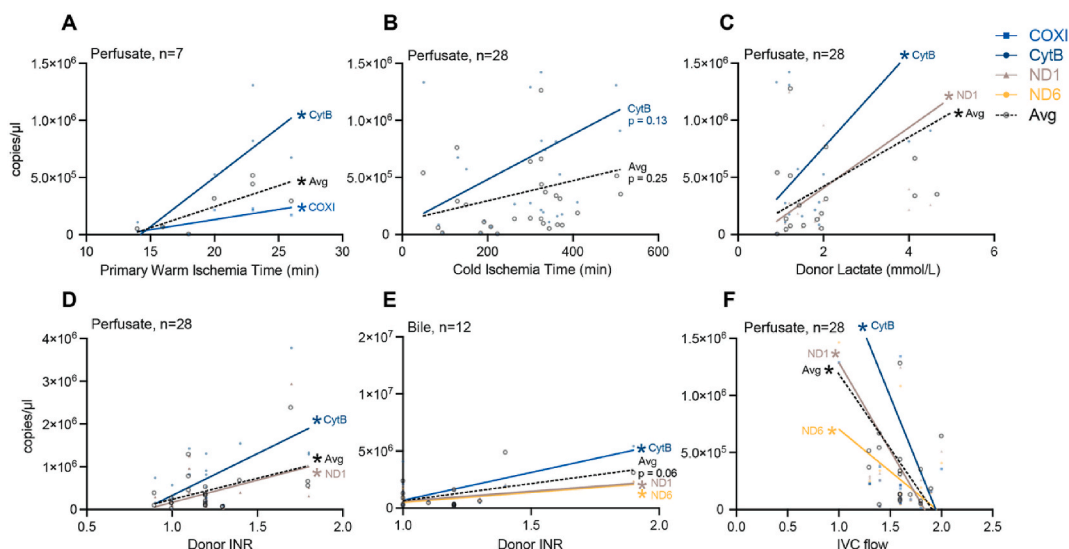 A
Perfusate, n=7
1.5×10⁶
1.0×10⁶
5.0×10⁵
0
copies/µl
10 15 20 25 30
Primary Warm Ischemia Time (min)
* CytB
* Avg
* COXI
B
Perfusate, n=28
1.5×10⁶
1.0×10⁶
5.0×10⁵
0
0 200 400 600
Cold Ischemia Time (min)
CytB
p = 0.13
Avg
p = 0.25
C
Perfusate, n=28
1.5×10⁶
1.0×10⁶
5.0×10⁵
0
0 2 4 6
Donor Lactate (mmol/L)
* CytB
* ND1
* Avg
COXI
CytB
ND1
ND6
Avg
D
Perfusate, n=28
4×10⁶
3×10⁶
2×10⁶
1×10⁶
0
copies/µl
0.5 1.0 1.5 2.0
Donor INR
* CytB
* Avg
* ND1
E
Bile, n=12
2×10⁷
1×10⁷
5×10⁶
0
1.0 1.5 2.0
Donor INR
* CytB
Avg
p = 0.06
* ND1
* ND6
F
Perfusate, n=28
1.5×10⁶
1.0×10⁶
5.0×10⁵
0
0.0 0.5 1.0 1.5 2.0 2.5
IVC flow
* CytB
ND1 *
Avg *
ND6 *